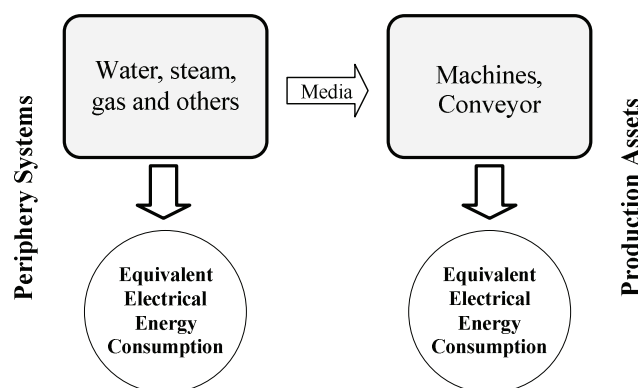 Periphery Systems
Water, steam,
gas and others
Media
Machines,
Conveyor
Production Assets
Equivalent
Electrical
Energy
Consumption
Equivalent
Electrical
Energy
Consumption